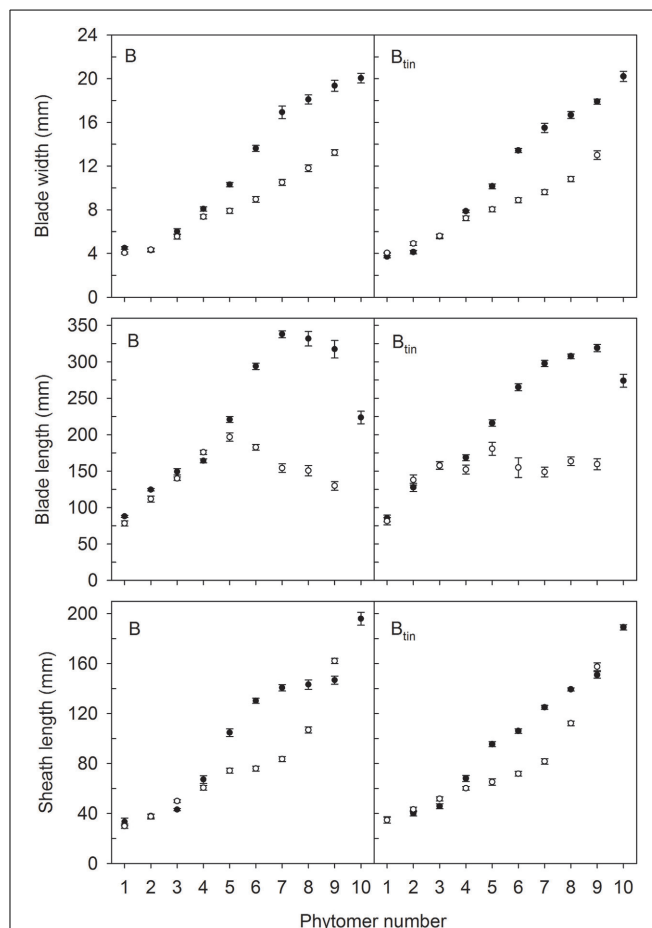 B B_tin
Blade width (mm)
24
20
16
12
8
4
0
B B_tin
Blade length (mm)
350
300
250
200
150
100
50
0
B B_tin
Sheath length (mm)
200
160
120
80
40
0
1 2 3 4 5 6 7 8 9 10 1 2 3 4 5 6 7 8 9 10
Phytomer number